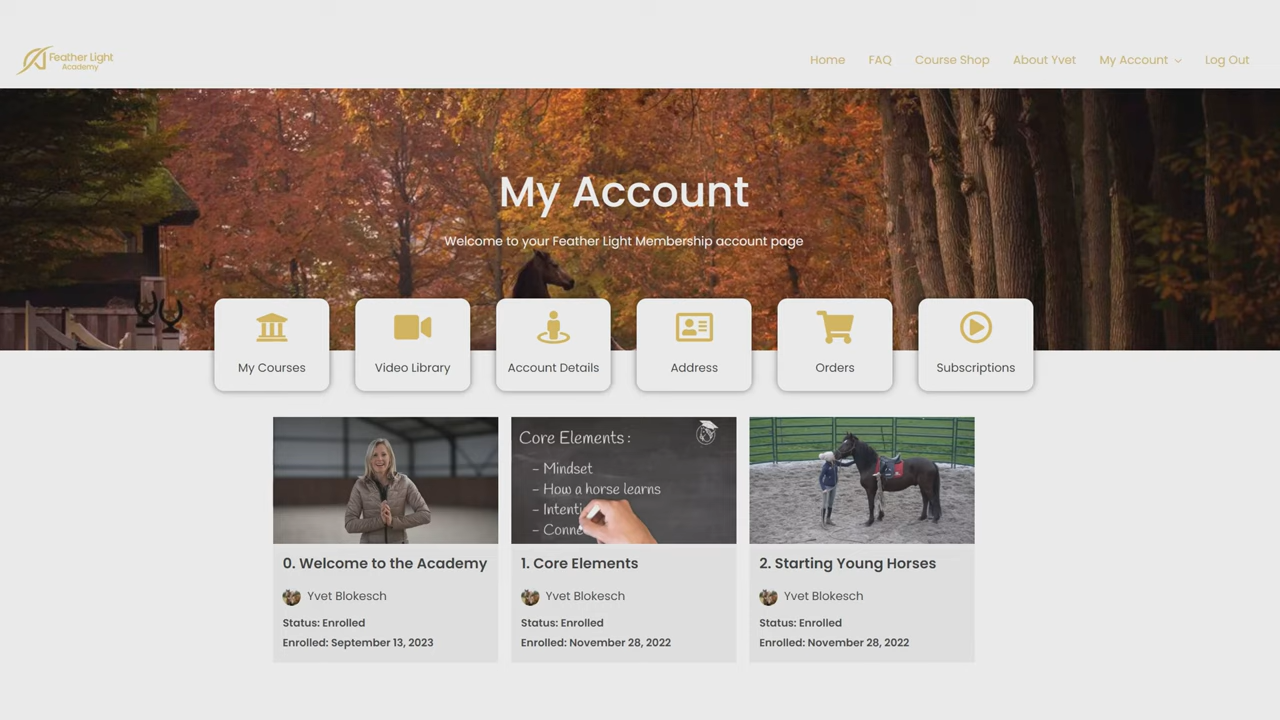 Feather Light
Academy
Home FAQ Course Shop About Yvet My Account Log Out
My Account
Welcome to your Feather Light Membership account page
My Courses Video Library Account Details Address Orders Subscriptions
Core Elements :
- Mindset
- How a horse learns
- Intenti
- Conne
0. Welcome to the Academy
Yvet Blokesch
Status: Enrolled
Enrolled: September 13, 2023
1. Core Elements
Yvet Blokesch
Status: Enrolled
Enrolled: November 28, 2022
2. Starting Young Horses
Yvet Blokesch
Status: Enrolled
Enrolled: November 28, 2022